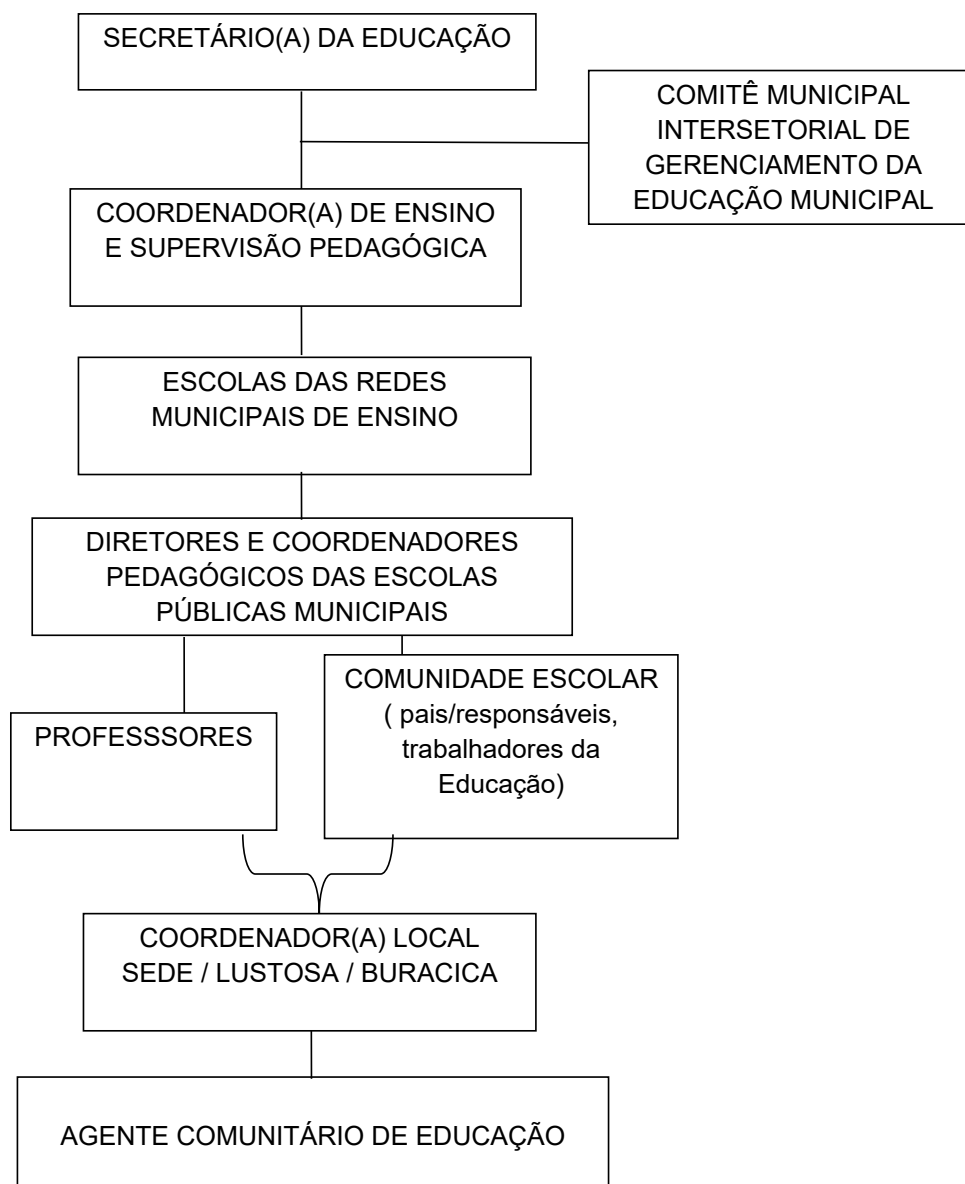 SECRETÁRIO(A) DA EDUCAÇÃO
COMITÊ MUNICIPAL
INTERSETORIAL DE
GERENCIAMENTO DA
EDUCAÇÃO MUNICIPAL
COORDENADOR(A) DE ENSINO
E SUPERVISÃO PEDAGÓGICA
ESCOLAS DAS REDES
MUNICIPAIS DE ENSINO
DIRETORES E COORDENADORES
PEDAGÓGICOS DAS ESCOLAS
PÚBLICAS MUNICIPAIS
PROFESSSORES
COMUNIDADE ESCOLAR
( pais/responsáveis,
trabalhadores da
Educação)
COORDENADOR(A) LOCAL
SEDE / LUSTOSA / BURACICA
AGENTE COMUNITÁRIO DE EDUCAÇÃO